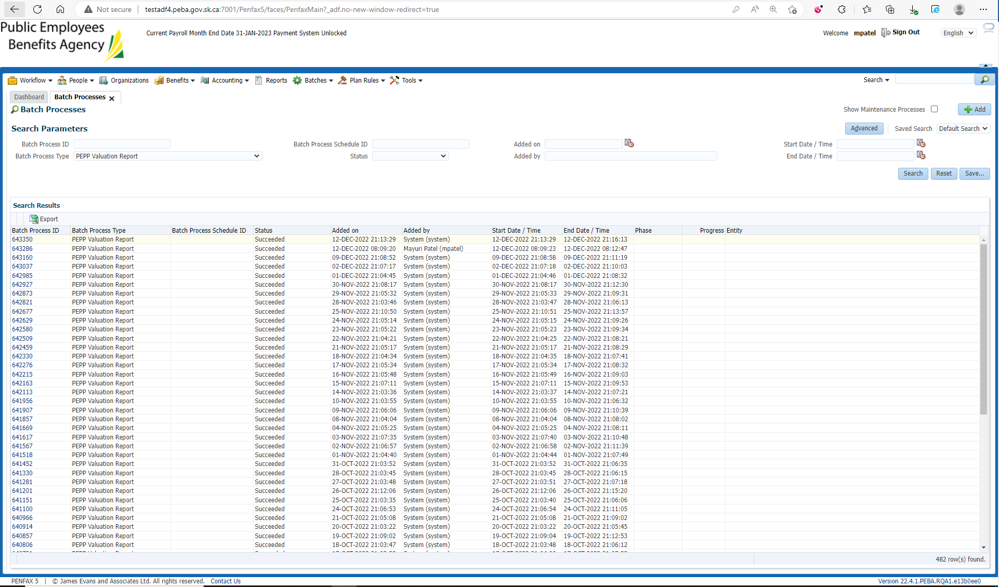 Not secure | testadf4.peba.gov.sk.ca:7001/Penfax5/faces/PenfaxMain?_adf.no-new-window-redirect=true
Public Employees
Benefits Agency
Current Payroll Month End Date 31-JAN-2023 Payment System Unlocked
Welcome mpatel Sign Out English
Workflow People Organizations Benefits Accounting Reports Batches Plan Rules Tools Search
Dashboard Batch Processes
Batch Processes Show Maintenance Processes Add
Search Parameters Advanced Saved Search Default Search
Batch Process ID Batch Process Schedule ID Added on Start Date / Time
Batch Process Type PEPP Valuation Report Status Added by End Date / Time
Search Reset Save...
Search Results
Export
Batch Process ID Batch Process Type Batch Process Schedule ID Status Added on Added by Start Date / Time End Date / Time Phase Progress Entity
643350 PEPP Valuation Report Succeeded 12-DEC-2022 21:13:29 System (system) 12-DEC-2022 21:13:29 12-DEC-2022 21:16:13
643286 PEPP Valuation Report Succeeded 12-DEC-2022 08:09:20 Mayuri Patel (mpatel) 12-DEC-2022 08:09:23 12-DEC-2022 08:12:47
643160 PEPP Valuation Report Succeeded 09-DEC-2022 21:08:52 System (system) 09-DEC-2022 21:08:58 09-DEC-2022 21:11:19
643037 PEPP Valuation Report Succeeded 02-DEC-2022 21:07:17 System (system) 02-DEC-2022 21:07:18 02-DEC-2022 21:10:03
642985 PEPP Valuation Report Succeeded 01-DEC-2022 21:04:45 System (system) 01-DEC-2022 21:04:46 01-DEC-2022 21:08:32
642927 PEPP Valuation Report Succeeded 30-NOV-2022 21:08:17 System (system) 30-NOV-2022 21:08:17 30-NOV-2022 21:12:30
642873 PEPP Valuation Report Succeeded 29-NOV-2022 21:05:32 System (system) 29-NOV-2022 21:05:33 29-NOV-2022 21:09:31
642821 PEPP Valuation Report Succeeded 28-NOV-2022 21:03:46 System (system) 28-NOV-2022 21:03:47 28-NOV-2022 21:06:13
642677 PEPP Valuation Report Succeeded 25-NOV-2022 21:10:50 System (system) 25-NOV-2022 21:10:51 25-NOV-2022 21:13:57
642629 PEPP Valuation Report Succeeded 24-NOV-2022 21:05:14 System (system) 24-NOV-2022 21:05:15 24-NOV-2022 21:09:26
642580 PEPP Valuation Report Succeeded 23-NOV-2022 21:05:22 System (system) 23-NOV-2022 21:05:23 23-NOV-2022 21:09:34
642509 PEPP Valuation Report Succeeded 22-NOV-2022 21:04:21 System (system) 22-NOV-2022 21:04:25 22-NOV-2022 21:08:21
642459 PEPP Valuation Report Succeeded 21-NOV-2022 21:05:17 System (system) 21-NOV-2022 21:05:17 21-NOV-2022 21:08:29
642330 PEPP Valuation Report Succeeded 18-NOV-2022 21:04:34 System (system) 18-NOV-2022 21:04:35 18-NOV-2022 21:07:41
642276 PEPP Valuation Report Succeeded 17-NOV-2022 21:05:34 System (system) 17-NOV-2022 21:05:34 17-NOV-2022 21:08:32
642215 PEPP Valuation Report Succeeded 16-NOV-2022 21:05:48 System (system) 16-NOV-2022 21:05:49 16-NOV-2022 21:09:03
642163 PEPP Valuation Report Succeeded 15-NOV-2022 21:07:11 System (system) 15-NOV-2022 21:07:11 15-NOV-2022 21:09:53
642113 PEPP Valuation Report Succeeded 14-NOV-2022 21:03:36 System (system) 14-NOV-2022 21:03:37 14-NOV-2022 21:07:21
641956 PEPP Valuation Report Succeeded 10-NOV-2022 21:03:55 System (system) 10-NOV-2022 21:03:55 10-NOV-2022 21:06:32
641907 PEPP Valuation Report Succeeded 09-NOV-2022 21:06:06 System (system) 09-NOV-2022 21:06:06 09-NOV-2022 21:10:39
641857 PEPP Valuation Report Succeeded 08-NOV-2022 21:04:04 System (system) 08-NOV-2022 21:04:04 08-NOV-2022 21:08:02
641669 PEPP Valuation Report Succeeded 04-NOV-2022 21:05:25 System (system) 04-NOV-2022 21:05:25 04-NOV-2022 21:08:11
641617 PEPP Valuation Report Succeeded 03-NOV-2022 21:07:35 System (system) 03-NOV-2022 21:07:40 03-NOV-2022 21:10:48
641567 PEPP Valuation Report Succeeded 02-NOV-2022 21:06:57 System (system) 02-NOV-2022 21:06:58 02-NOV-2022 21:11:39
641518 PEPP Valuation Report Succeeded 01-NOV-2022 21:04:40 System (system) 01-NOV-2022 21:04:44 01-NOV-2022 21:07:49
641452 PEPP Valuation Report Succeeded 31-OCT-2022 21:03:52 System (system) 31-OCT-2022 21:03:52 31-OCT-2022 21:06:35
641330 PEPP Valuation Report Succeeded 28-OCT-2022 21:03:45 System (system) 28-OCT-2022 21:03:45 28-OCT-2022 21:06:15
641281 PEPP Valuation Report Succeeded 27-OCT-2022 21:03:48 System (system) 27-OCT-2022 21:03:51 27-OCT-2022 21:07:18
641201 PEPP Valuation Report Succeeded 26-OCT-2022 21:12:06 System (system) 26-OCT-2022 21:12:06 26-OCT-2022 21:15:20
641151 PEPP Valuation Report Succeeded 25-OCT-2022 21:03:35 System (system) 25-OCT-2022 21:03:40 25-OCT-2022 21:06:06
641100 PEPP Valuation Report Succeeded 24-OCT-2022 21:06:53 System (system) 24-OCT-2022 21:06:54 24-OCT-2022 21:11:05
640966 PEPP Valuation Report Succeeded 21-OCT-2022 21:05:08 System (system) 21-OCT-2022 21:05:08 21-OCT-2022 21:09:02
640914 PEPP Valuation Report Succeeded 20-OCT-2022 21:03:22 System (system) 20-OCT-2022 21:03:22 20-OCT-2022 21:05:45
640857 PEPP Valuation Report Succeeded 19-OCT-2022 21:09:02 System (system) 19-OCT-2022 21:09:04 19-OCT-2022 21:12:53
640806 PEPP Valuation Report Succeeded 18-OCT-2022 21:03:47 System (system) 18-OCT-2022 21:03:48 18-OCT-2022 21:06:12
482 row(s) found.
PENFAX 5 | © James Evans and Associates Ltd. All rights reserved. Contact Us Version 22.4.1.PEBA.RQA1.e13b0ee0